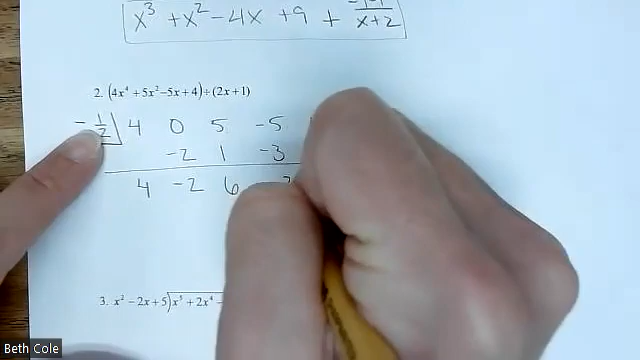 x³ + x² - 4x + 9 + / x+2
2. (4x⁴ + 5x² -5x + 4) ÷ (2x + 1)
-1/2 4 0 5 -5
-2 1 -3
4 -2 6
3. x² - 2x + 5)x⁵ + 2x⁴ -
Beth Cole